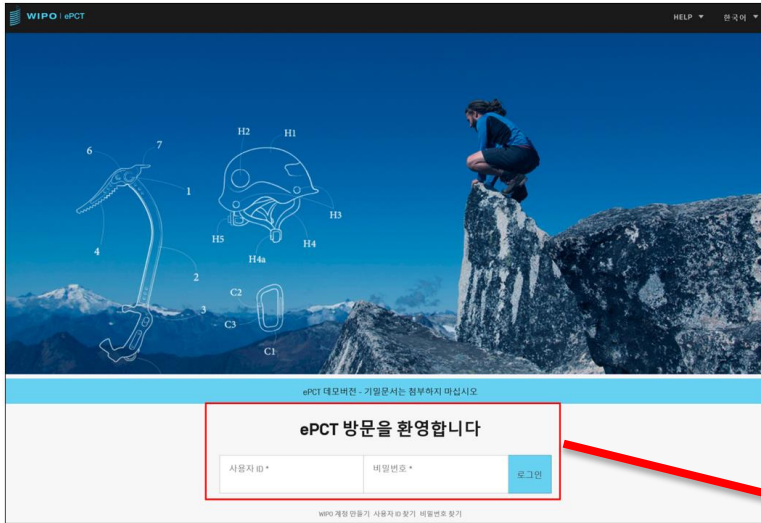 WIPO | ePCT
HELP
한국어
6
7
H2
H1
1
H3
H5
H4
4
H4a
2
C2
3
C3
C1
ePCT 데모버전 - 기밀문서는 첨부하지 마십시오
ePCT 방문을 환영합니다
사용자 ID *
비밀번호 *
로그인
WIPO 계정 만들기 사용자 ID 찾기 비밀번호 찾기